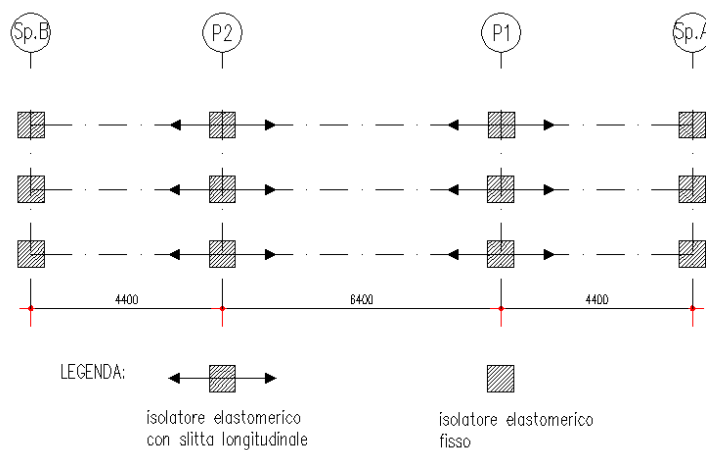 Sp.B P2 P1 Sp.A
4400 6400 4400
LEGENDA:
isolatore elastomerico
con slitta longitudinale
isolatore elastomerico
fisso